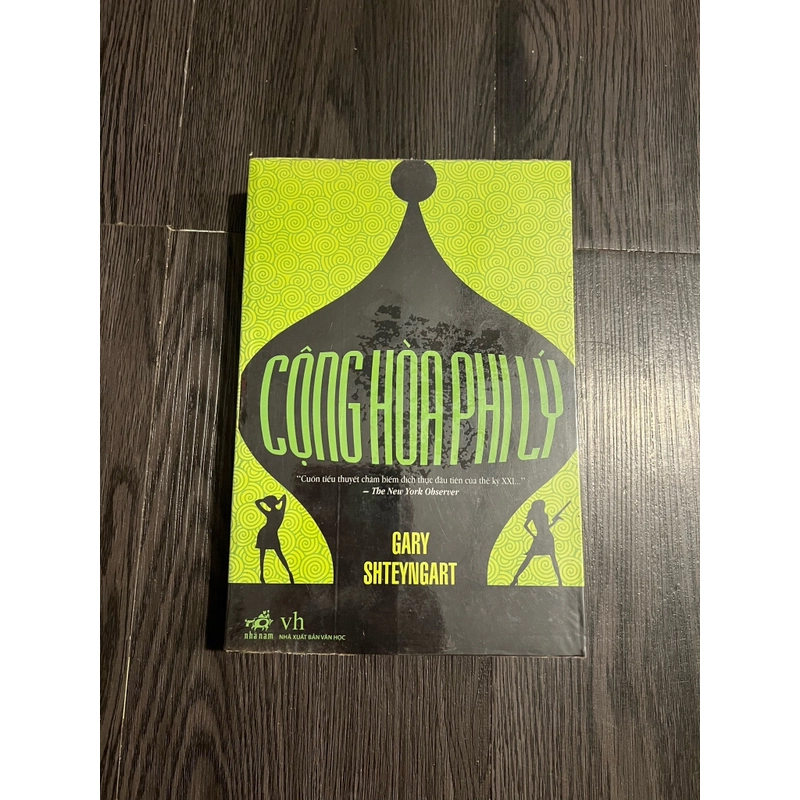 CỘNG HÒA PHI LÝ
“Cuốn tiểu thuyết châm biếm đích thực đầu tiên của thế kỷ XXI...”
– The New York Observer
GARY
SHTEYNGART
nhã nam
vh
NHÀ XUẤT BẢN VĂN HỌC